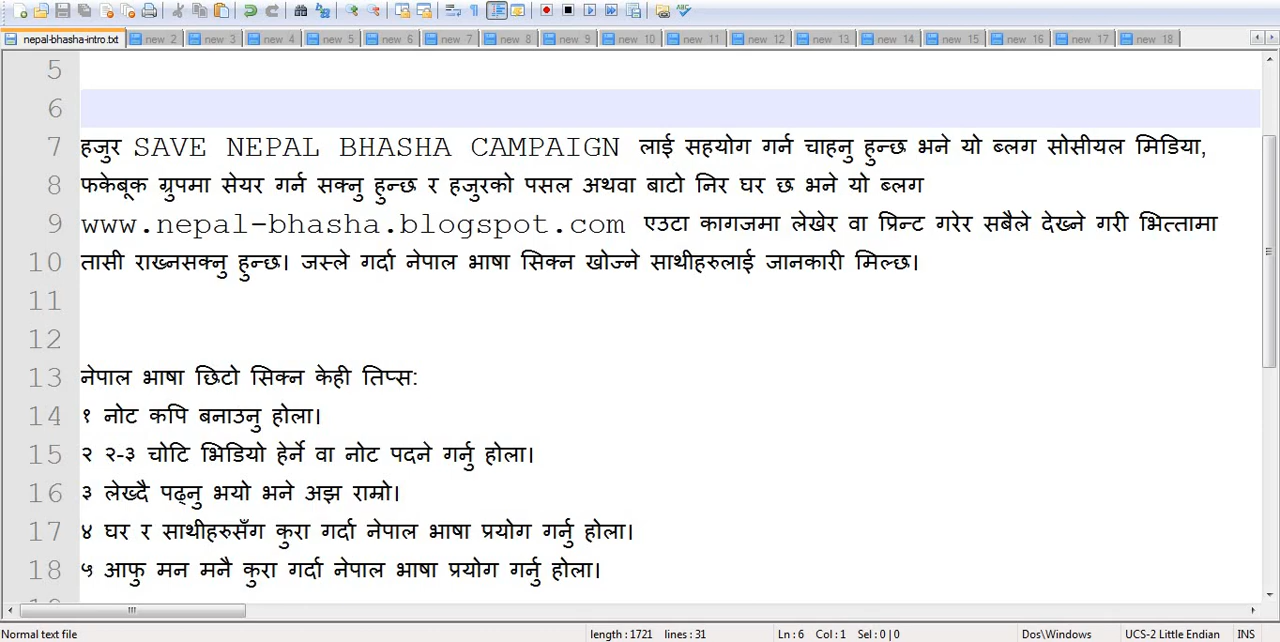 nepal-bhasha-intro.txt new 2 new 3 new 4 new 5 new 6 new 7 new 8 new 9 new 10 new 11 new 12 new 13 new 14 new 15 new 16 new 17 new 18
5
6
7 हजुर SAVE NEPAL BHASHA CAMPAIGN लाई सहयोग गर्न चाहनु हुन्छ भने यो ब्लग सोसीयल मिडिया,
8 फकेबूक ग्रुपमा सेयर गर्न सक्नु हुन्छ र हजुरको पसल अथवा बाटो निर घर छ भने यो ब्लग
9 www.nepal-bhasha.blogspot.com एउटा कागजमा लेखेर वा प्रिन्ट गरेर सबैले देख्ने गरी भित्तामा
10 तासी राख्नसक्नु हुन्छ। जस्ले गर्दा नेपाल भाषा सिक्न खोज्ने साथीहरुलाई जानकारी मिल्छ।
11
12
13 नेपाल भाषा छिटो सिक्न केही तिप्स:
14 १ नोट कपि बनाउनु होला।
15 २ २-३ चोटि भिडियो हेर्ने वा नोट पदने गर्नु होला।
16 ३ लेख्दै पढ्नु भयो भने अझ राम्रो।
17 ४ घर र साथीहरुसँग कुरा गर्दा नेपाल भाषा प्रयोग गर्नु होला।
18 ५ आफु मन मनै कुरा गर्दा नेपाल भाषा प्रयोग गर्नु होला।
Normal text file length : 1721 lines : 31 Ln : 6 Col : 1 Sel : 0 | 0 Dos\Windows UCS-2 Little Endian INS